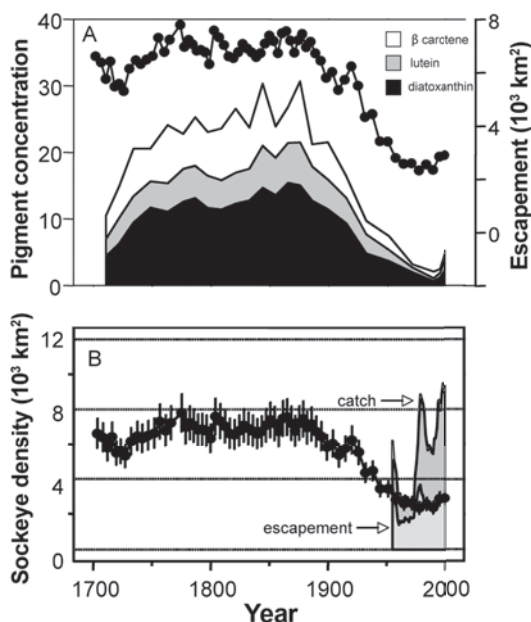 A
β cartene
lutein
diatoxanthin
Pigment concentration
40
30
20
10
0
Escapement (10³ km²)
8
4
0
B
Sockeye density (10³ km²)
12
8
4
0
catch
escapement
1700
1800
1900
2000
Year